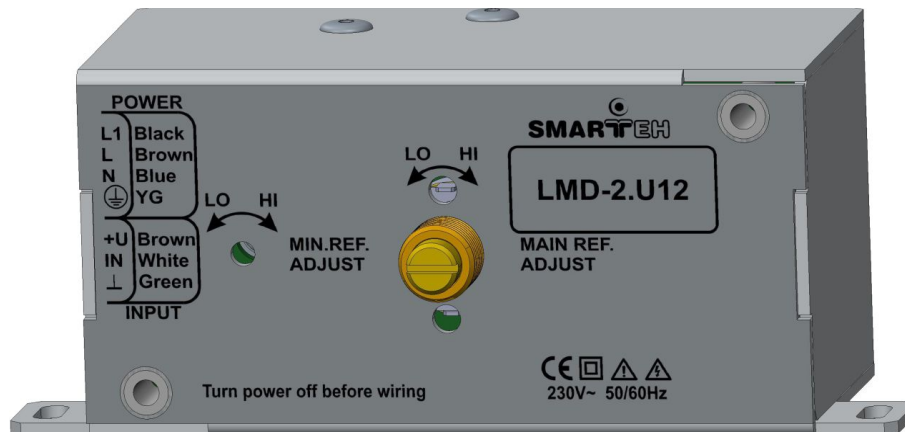 POWER
L1 Black
L Brown
N Blue
YG
+U Brown
IN White
⊥ Green
INPUT
LO HI
MIN.REF.
ADJUST
LO HI
MAIN REF.
ADJUST
SMARTEH
LMD-2.U12
Turn power off before wiring
CE
230V~ 50/60Hz